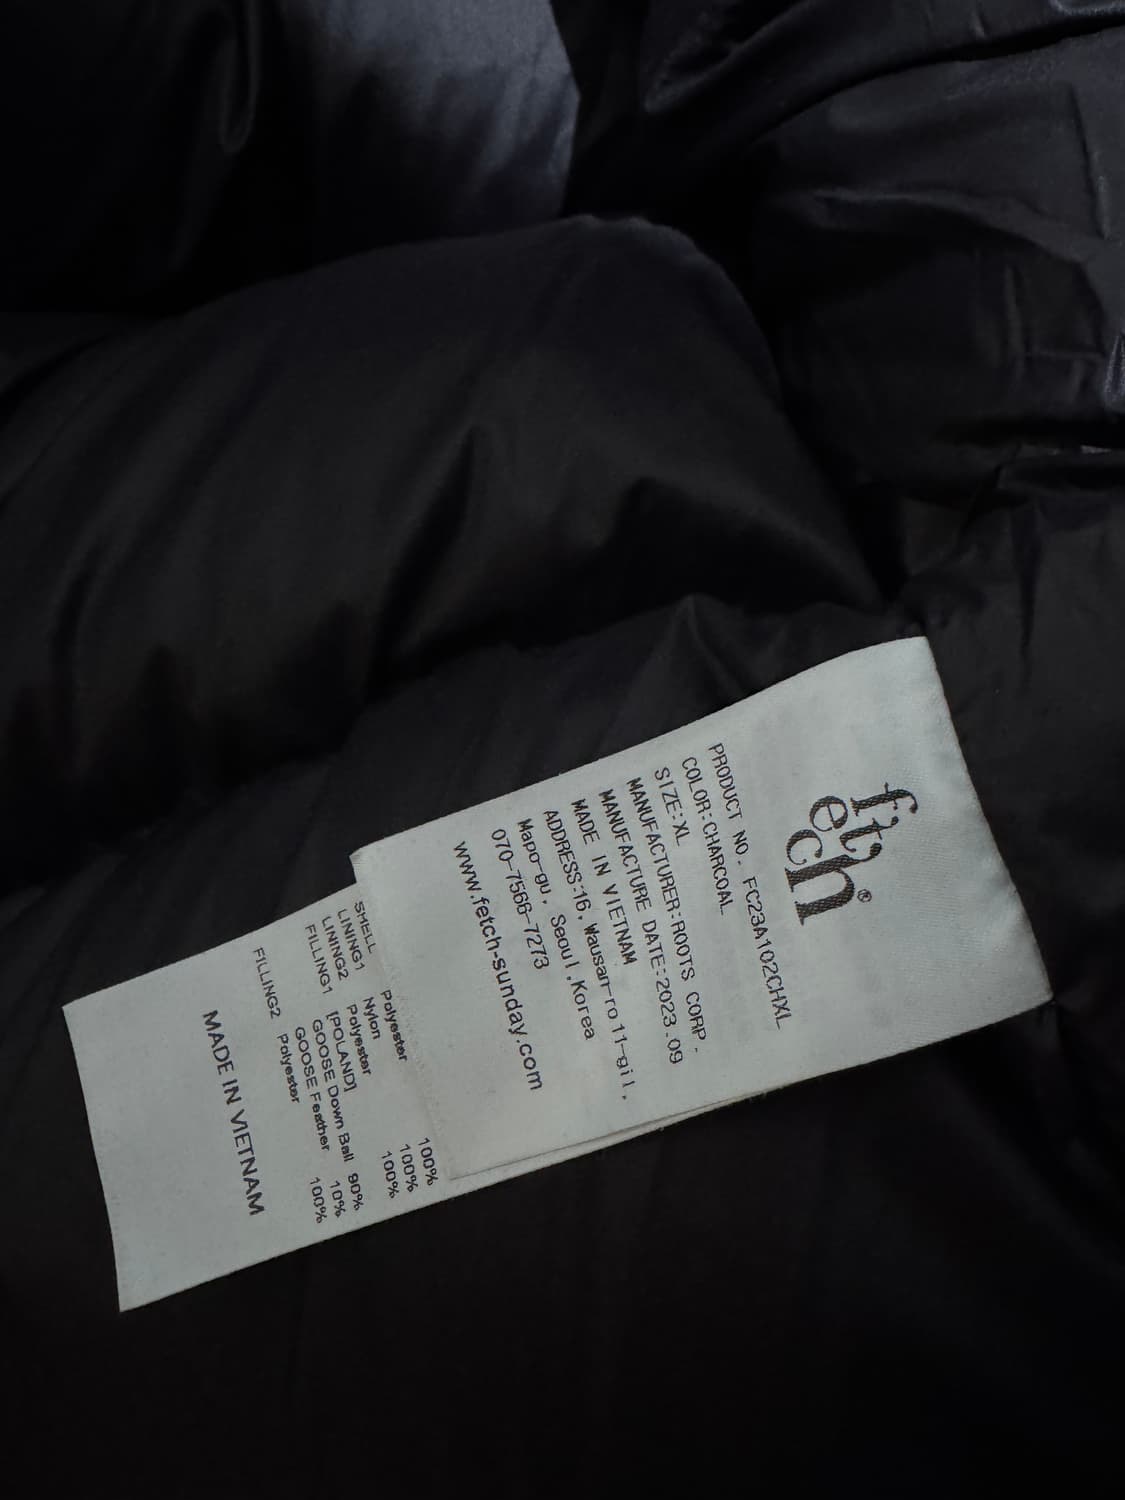 fetch®
PRODUCT NO. FC23A102CHXL
COLOR:CHARCOAL
SIZE:XL
MANUFACTURER:ROOTS CORP.
MANUFACTURE DATE:2023.09
MADE IN VIETNAM
ADDRESS:16, Wausan-ro 11-gil,
Mapo-gu, Seoul ,Korea
070-7566-7273
www.fetch-sunday.com
SHELL Polyester 100%
LINING1 Nylon 100%
LINING2 Polyester 100%
FILLING1 [POLAND]
GOOSE Down Ball 90%
GOOSE Feather 10%
FILLING2 Polyester 100%
MADE IN VIETNAM